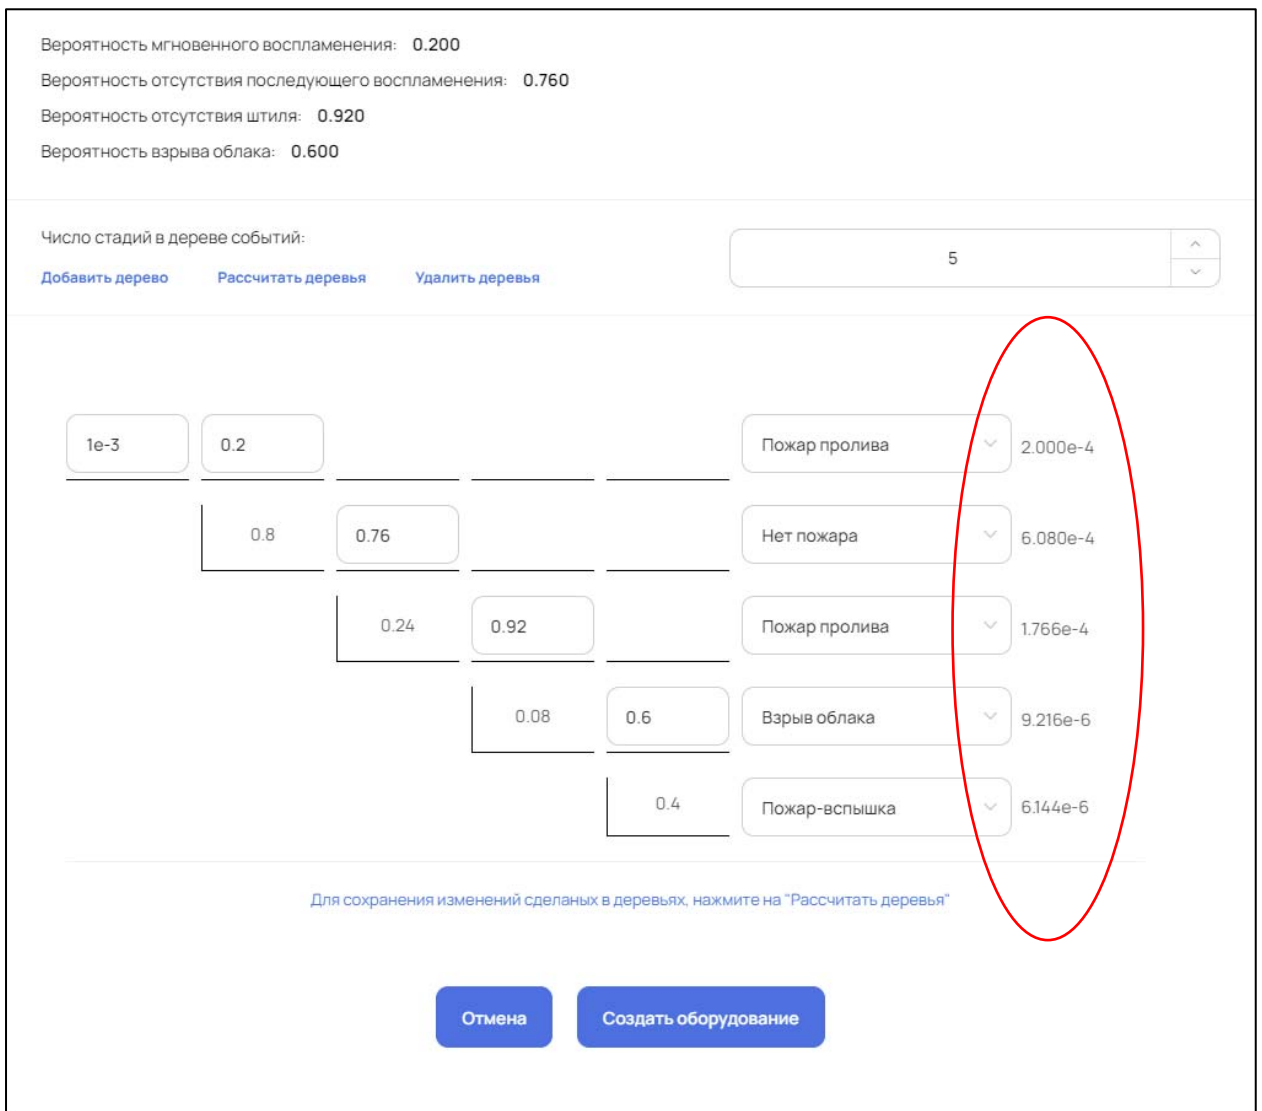 Вероятность мгновенного воспламенения: 0.200
Вероятность отсутствия последующего воспламенения: 0.760
Вероятность отсутствия штиля: 0.920
Вероятность взрыва облака: 0.600
Число стадий в дереве событий:
5
Добавить дерево Рассчитать деревья Удалить деревья
1e-3 0.2 Пожар пролива 2.000e-4
0.8 0.76 Нет пожара 6.080e-4
0.24 0.92 Пожар пролива 1.766e-4
0.08 0.6 Взрыв облака 9.216e-6
0.4 Пожар-вспышка 6.144e-6
Для сохранения изменений сделаных в деревьях, нажмите на "Рассчитать деревья"
Отмена Создать оборудование